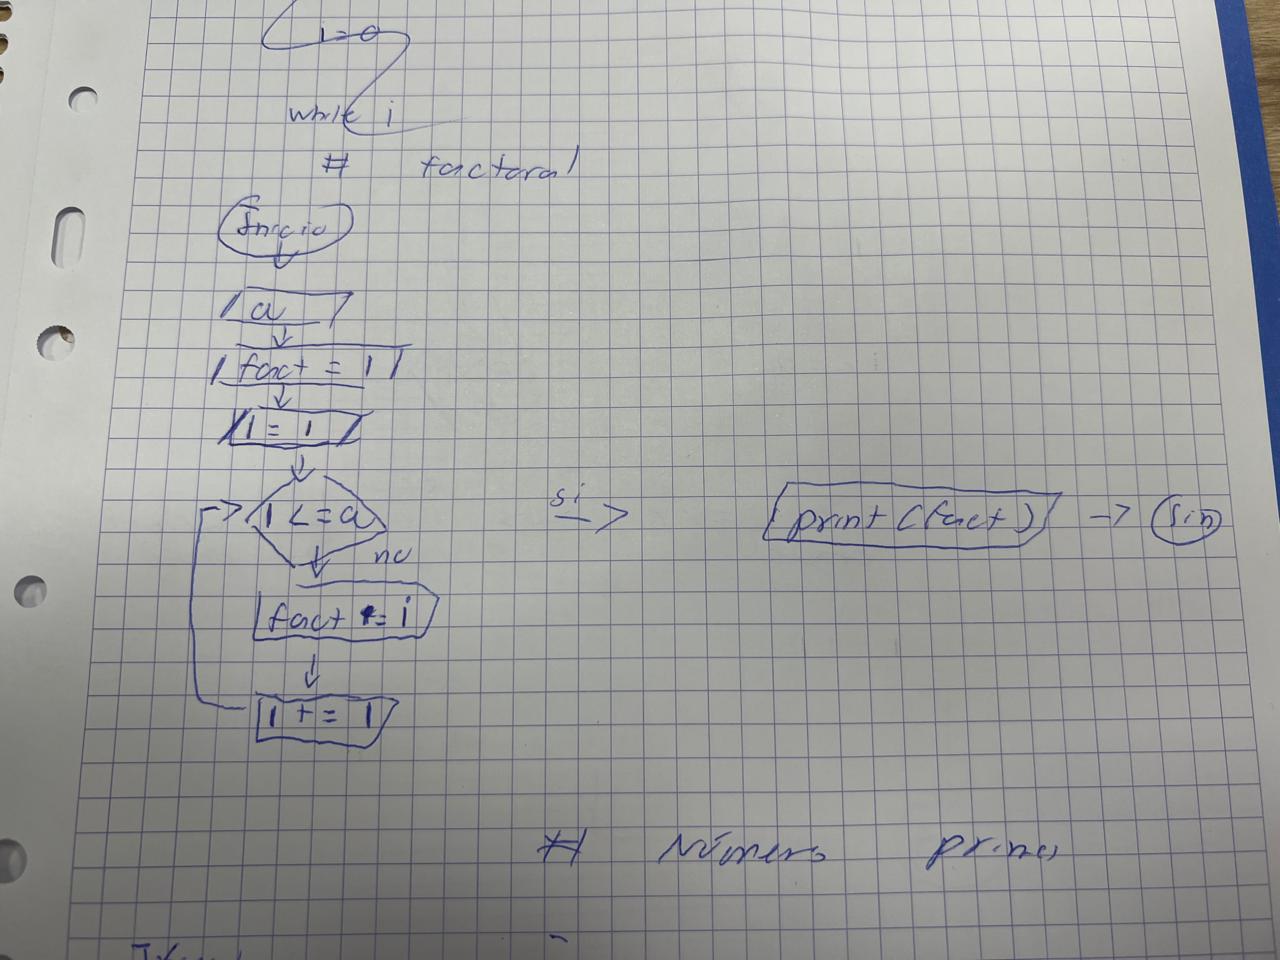 i = 0
while i
# factoral
Inicio
a
fact = 1
i = 1
i <= a
si
print (fact)
fin
no
fact *= i
i += 1
# Número primo